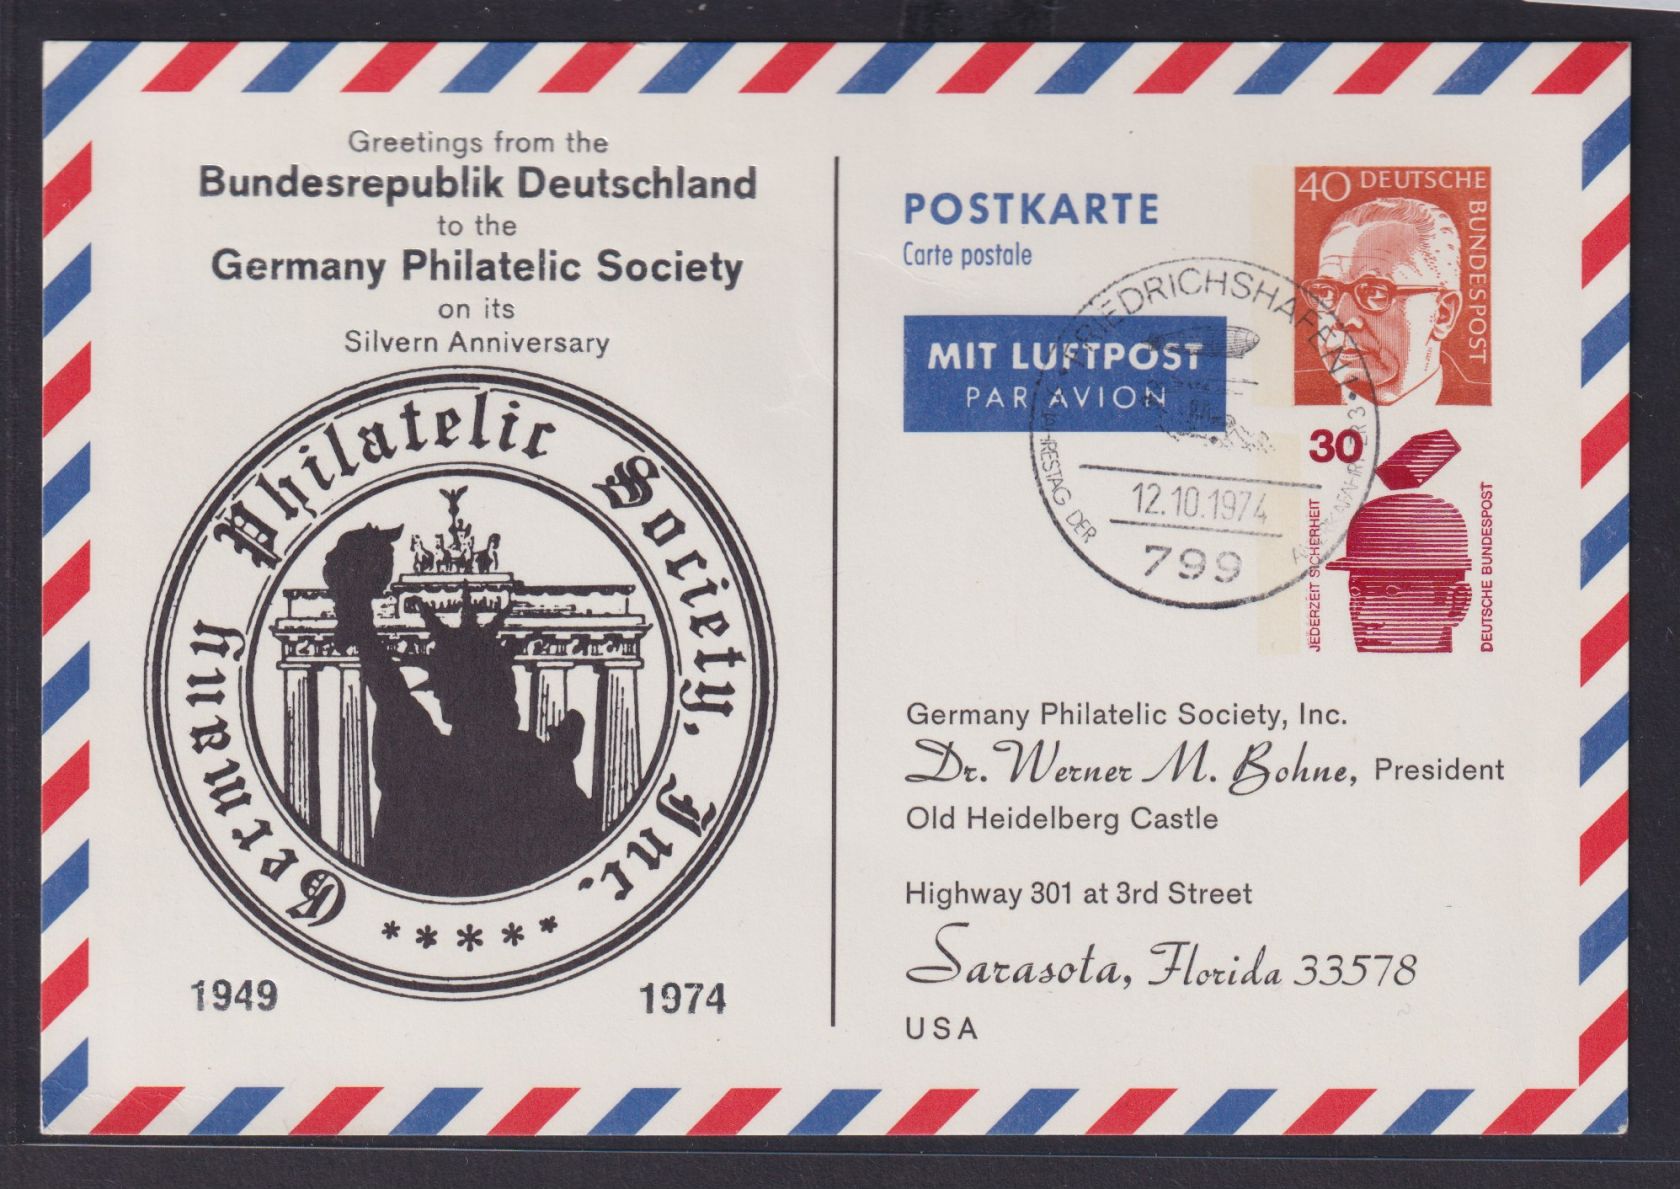 Greetings from the
Bundesrepublik Deutschland
to the
Germany Philatelic Society
on its
Silvern Anniversary
Germany Philatelic Society, Inc.
*****
1949
1974
POSTKARTE
Carte postale
MIT LUFTPOST
PAR AVION
40 DEUTSCHE
BUNDESPOST
30
JEDERZEIT SICHERHEIT
DEUTSCHE BUNDESPOST
FRIEDRICHSHAFEN 1
JAHRESTAG DER
12.10.1974
799
Germany Philatelic Society, Inc.
Dr. Werner M. Bohne, President
Old Heidelberg Castle
Highway 301 at 3rd Street
Sarasota, Florida 33578
USA